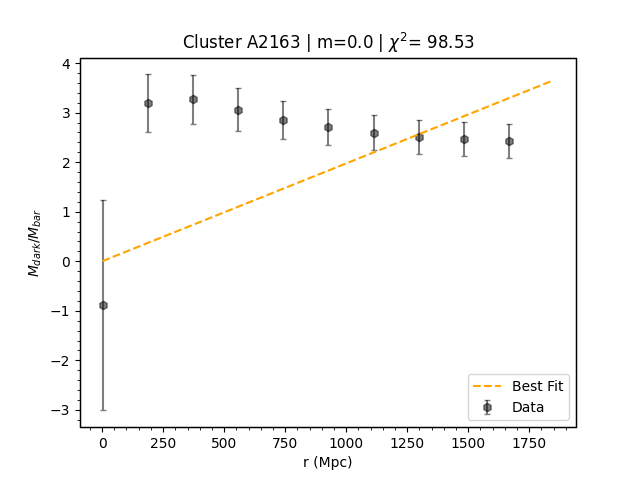 Cluster A2163 | m=0.0 | χ²= 98.53
4
3
2
1
0
−1
−2
−3
M_dark/M_bar
0 250 500 750 1000 1250 1500 1750
r (Mpc)
Best Fit
Data